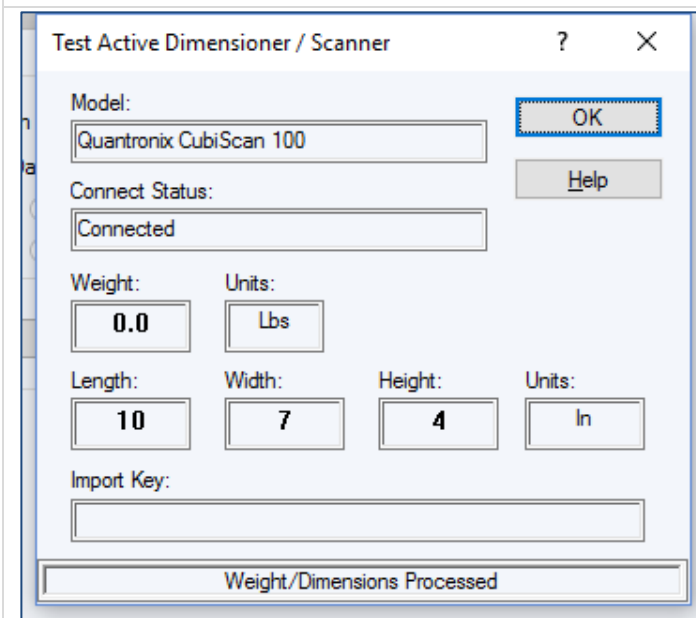 Test Active Dimensioner / Scanner ? ×
Model:
OK
Quantronix CubiScan 100
Help
Connect Status:
Connected
Weight: Units:
0.0 Lbs
Length: Width: Height: Units:
10 7 4 In
Import Key:
Weight/Dimensions Processed